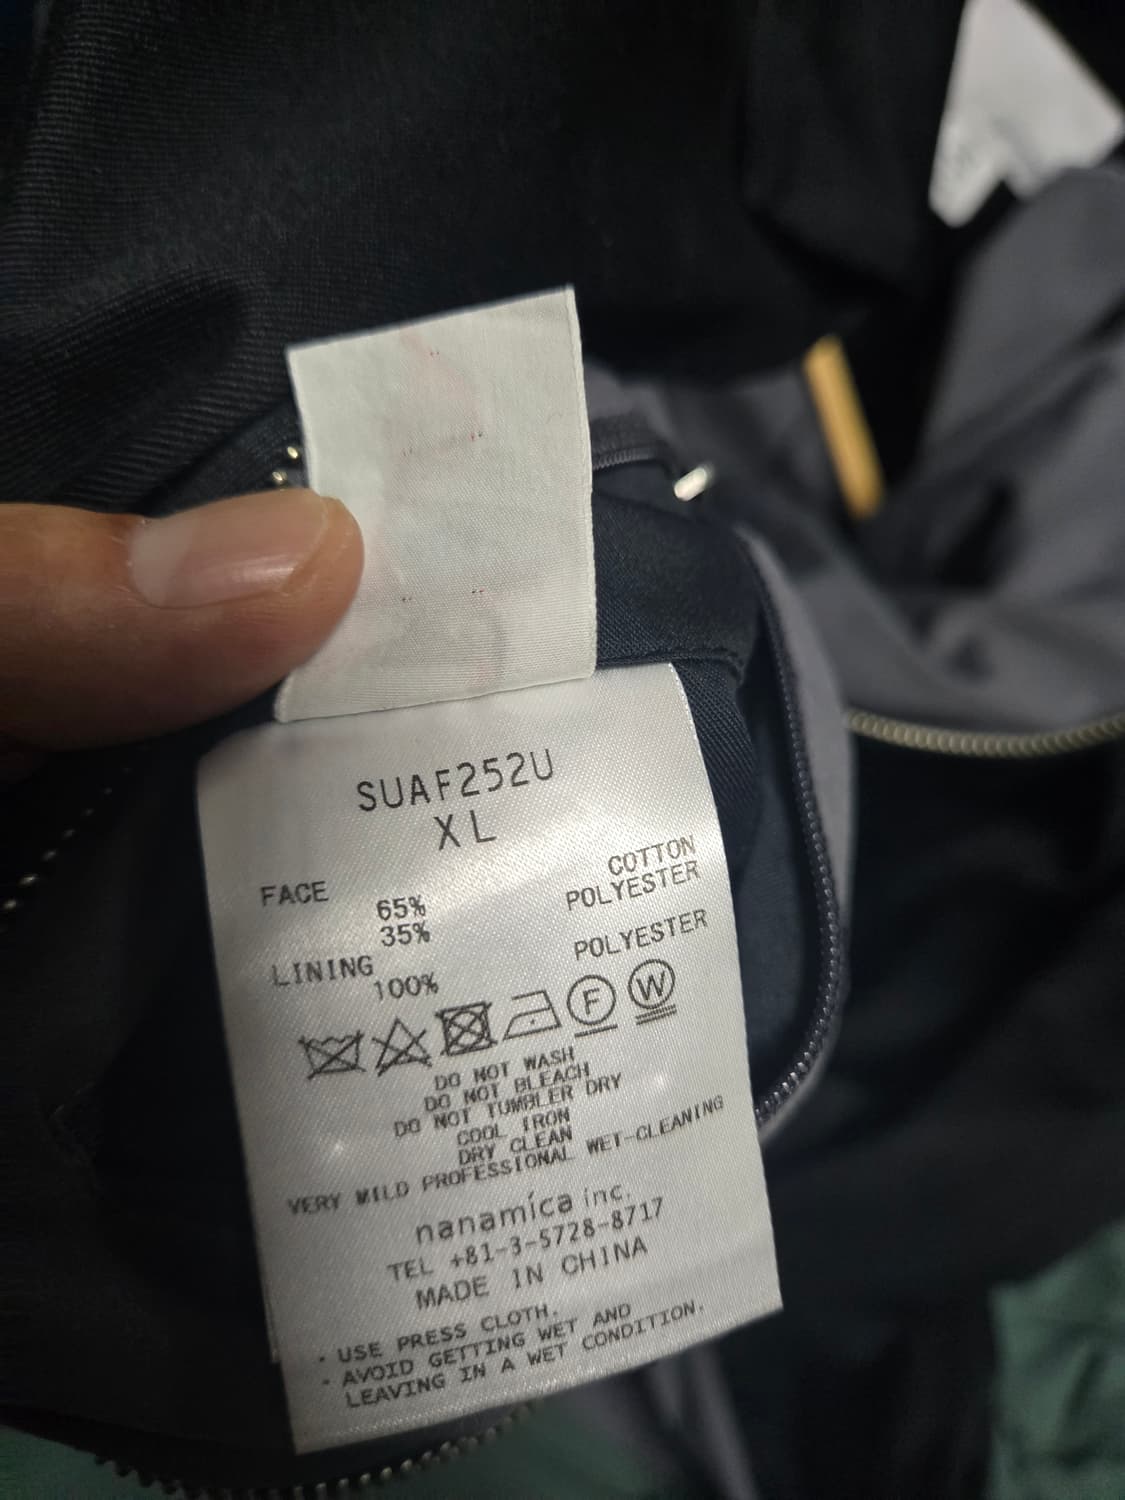 SUAF252U
XL
FACE
65% COTTON
35% POLYESTER
LINING
100% POLYESTER
F W
DO NOT WASH
DO NOT BLEACH
DO NOT TUMBLER DRY
COOL IRON
DRY CLEAN
VERY MILD PROFESSIONAL WET-CLEANING
nanamíca inc.
TEL +81-3-5728-8717
MADE IN CHINA
・USE PRESS CLOTH.
・AVOID GETTING WET AND
LEAVING IN A WET CONDITION.